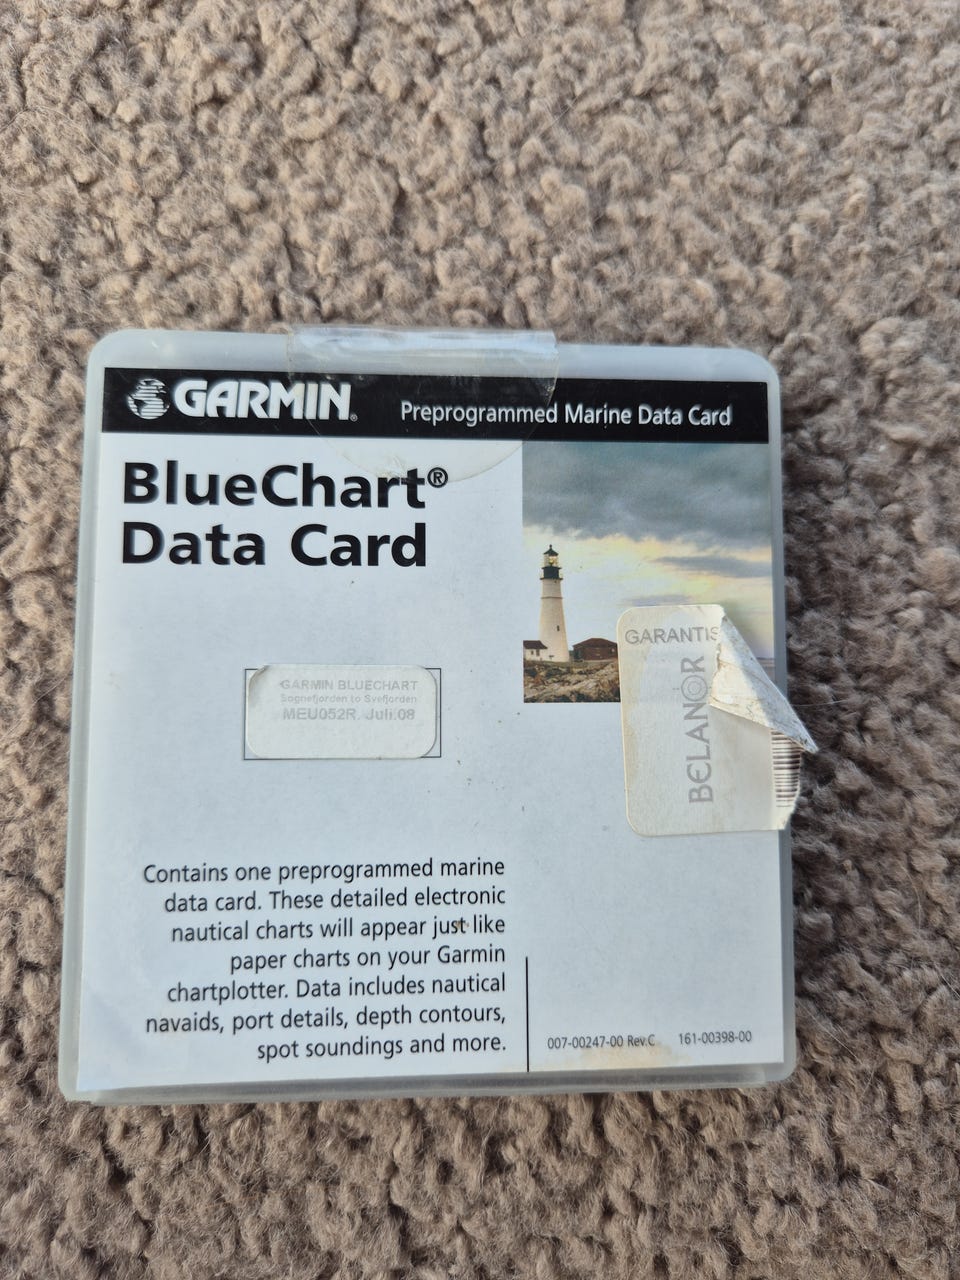 GARMIN®
Preprogrammed Marine Data Card
BlueChart®
Data Card
GARMIN BLUECHART
Sognefjorden to Svefjorden
MEU052R. Juli.08
GARANTIS
BELANOR
Contains one preprogrammed marine
data card. These detailed electronic
nautical charts will appear just like
paper charts on your Garmin
chartplotter. Data includes nautical
navaids, port details, depth contours,
spot soundings and more.
007-00247-00 Rev.C 161-00398-00